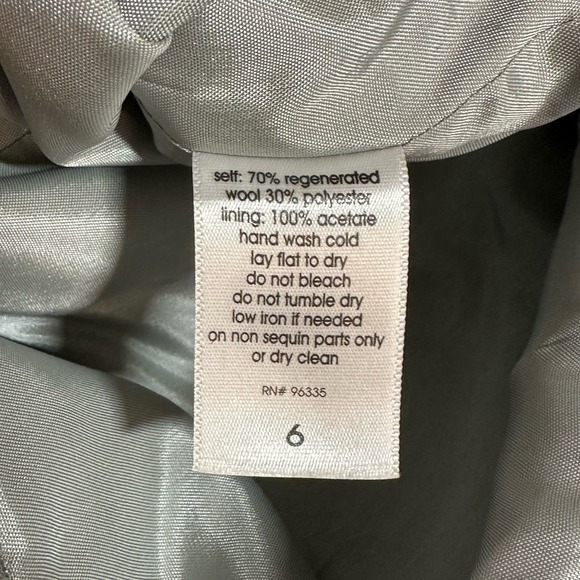 self: 70% regenerated
wool 30% polyester
lining: 100% acetate
hand wash cold
lay flat to dry
do not bleach
do not tumble dry
low iron if needed
on non sequin parts only
or dry clean
RN# 96335
6